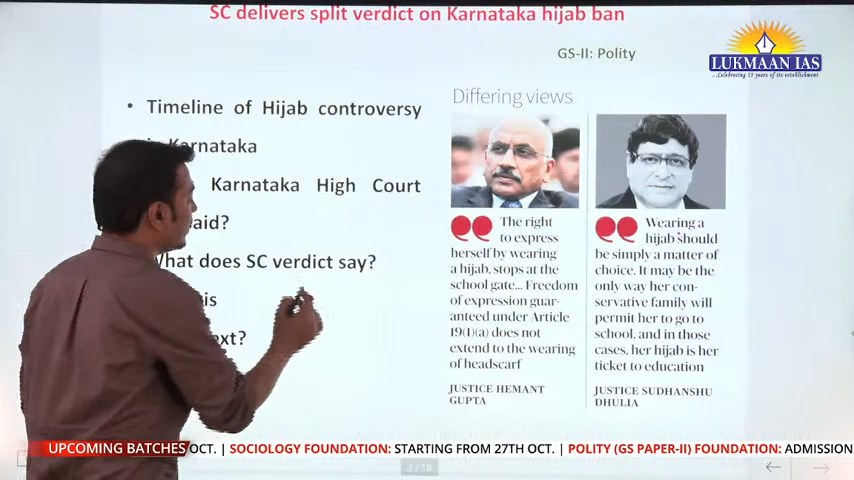 SC delivers split verdict on Karnataka hijab ban
GS-II: Polity
LUKMAAN IAS
• Timeline of Hijab controversy
Karnataka
Karnataka High Court
said?
What does SC verdict say?
Differing views
The right
to express
herself by wearing
a hijab, stops at the
school gate... Freedom
of expression guar-
anteed under Article
19(1)(a) does not
extend to the wearing
of headscarf
JUSTICE HEMANT
GUPTA
Wearing a
hijab should
be simply a matter of
choice. It may be the
only way her con-
servative family will
permit her to go to
school, and in those
cases, her hijab is her
ticket to education
JUSTICE SUDHANSHU
DHULIA
UPCOMING BATCHES OCT. | SOCIOLOGY FOUNDATION: STARTING FROM 27TH OCT. | POLITY (GS PAPER-II) FOUNDATION: ADMISSION